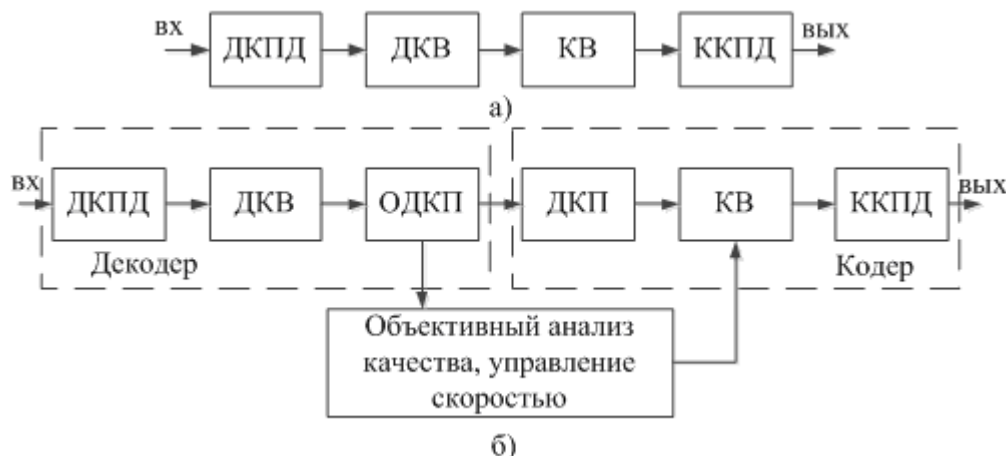 вх
ДКПД
ДКВ
КВ
ККПД
вых
а)
вх
ДКПД
ДКВ
ОДКП
ДКП
КВ
ККПД
вых
Декодер
Кодер
Объективный анализ
качества, управление
скоростью
б)